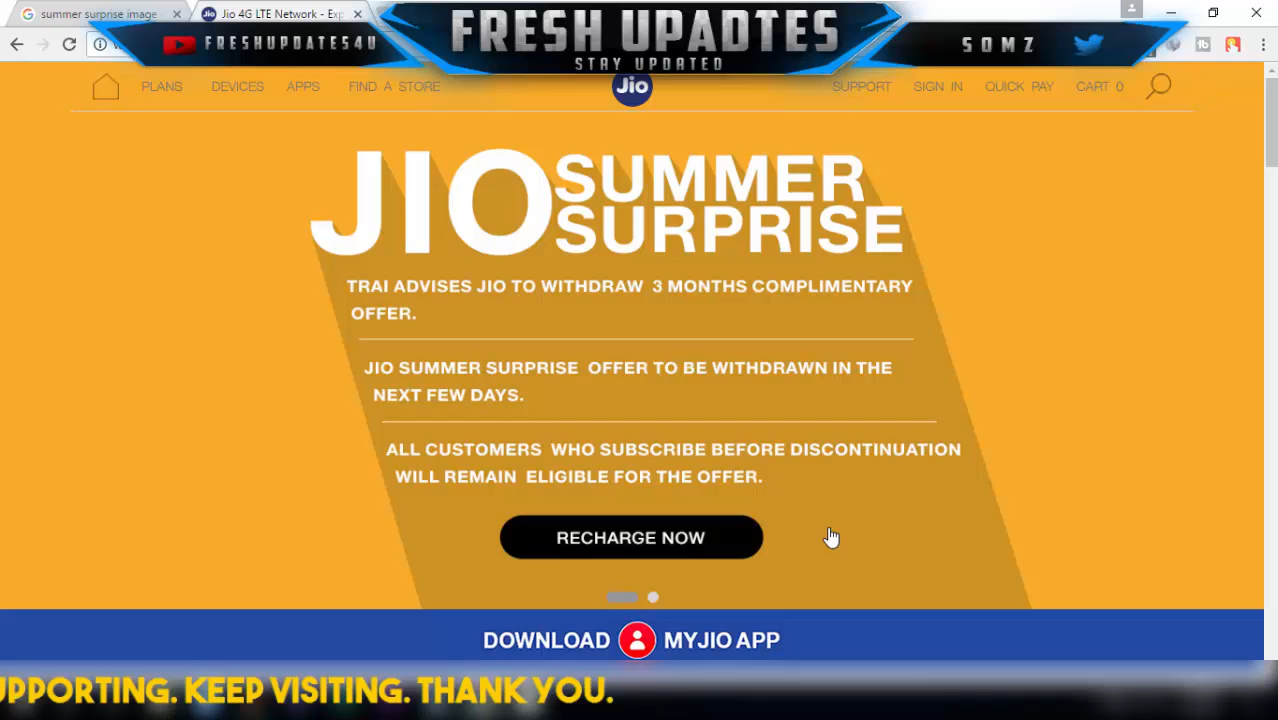 summer surprise image
Jio 4G LTE Network - Exp
FRESH UPADTES
STAY UPDATED
FRESHUPDATES4U
SOMZ
PLANS
DEVICES
APPS
FIND A STORE
Jio
SUPPORT
SIGN IN
QUICK PAY
CART 0
JIO SUMMER
SURPRISE
TRAI ADVISES JIO TO WITHDRAW 3 MONTHS COMPLIMENTARY
OFFER.
JIO SUMMER SURPRISE OFFER TO BE WITHDRAWN IN THE
NEXT FEW DAYS.
ALL CUSTOMERS WHO SUBSCRIBE BEFORE DISCONTINUATION
WILL REMAIN ELIGIBLE FOR THE OFFER.
RECHARGE NOW
DOWNLOAD MYJIO APP
UPPORTING. KEEP VISITING. THANK YOU.